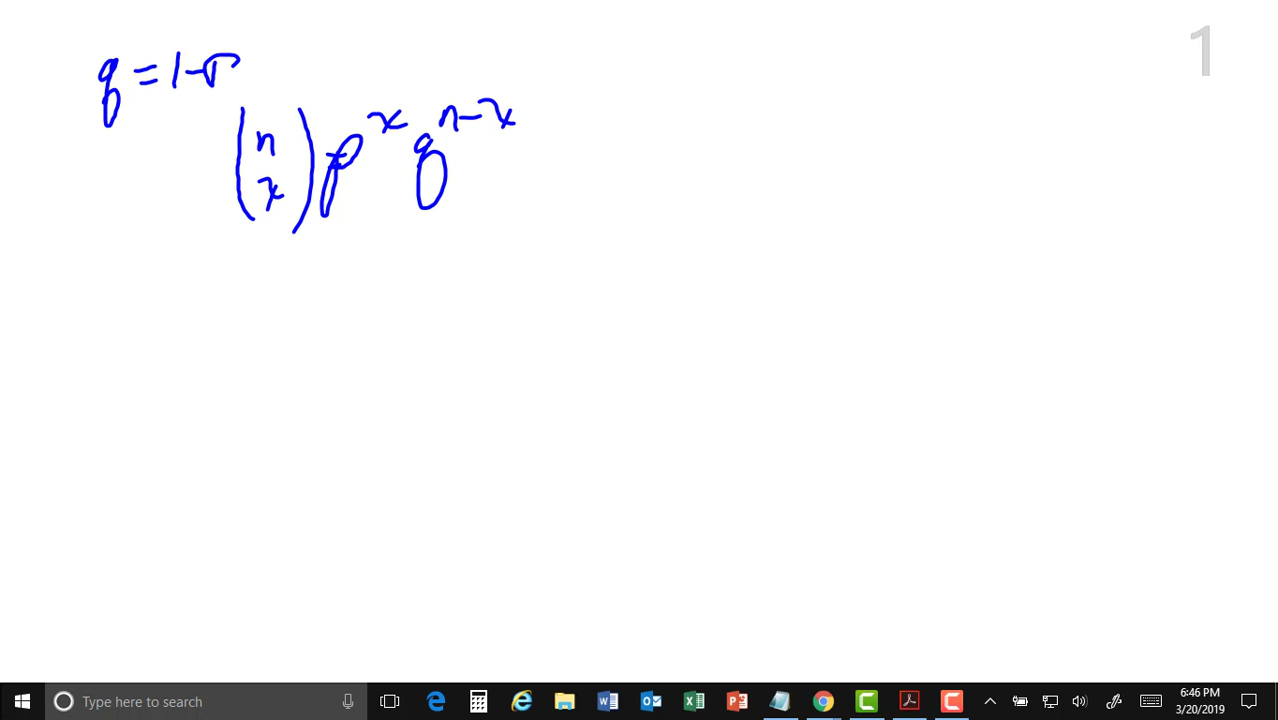 1
q = 1-p
(n x) p^x q^{n-x}
Type here to search
6:46 PM
3/20/2019